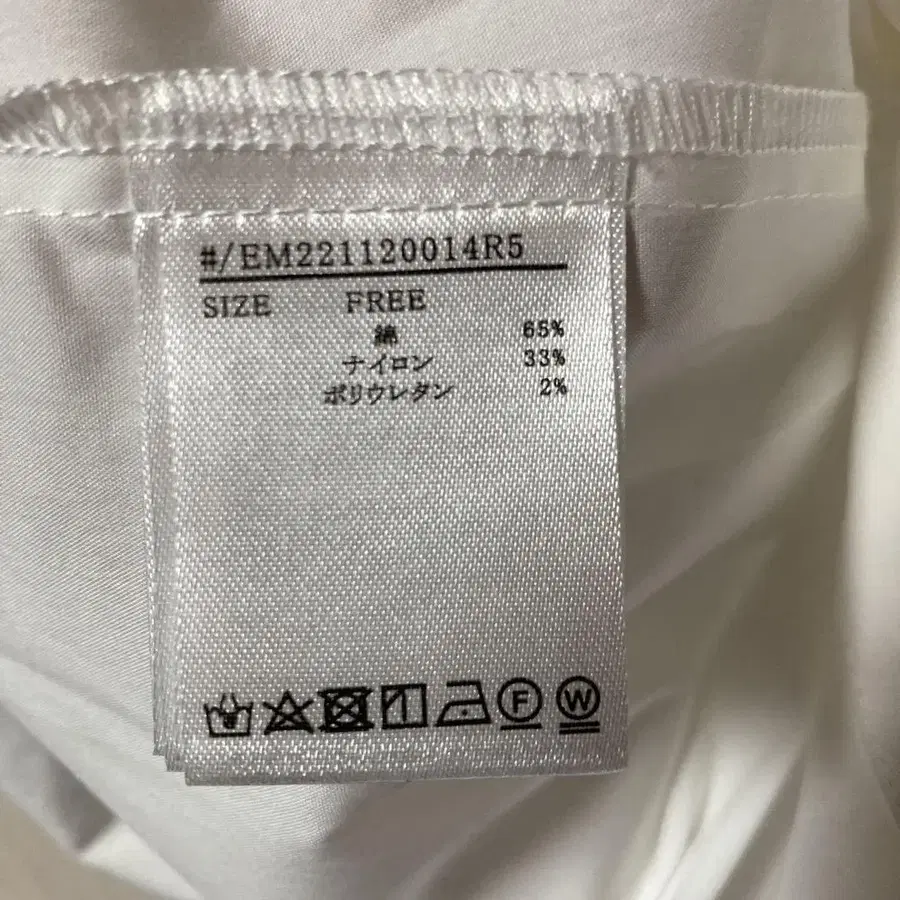 #/EM221120014R5
SIZE FREE
綿 65%
ナイロン 33%
ポリウレタン 2%
F W